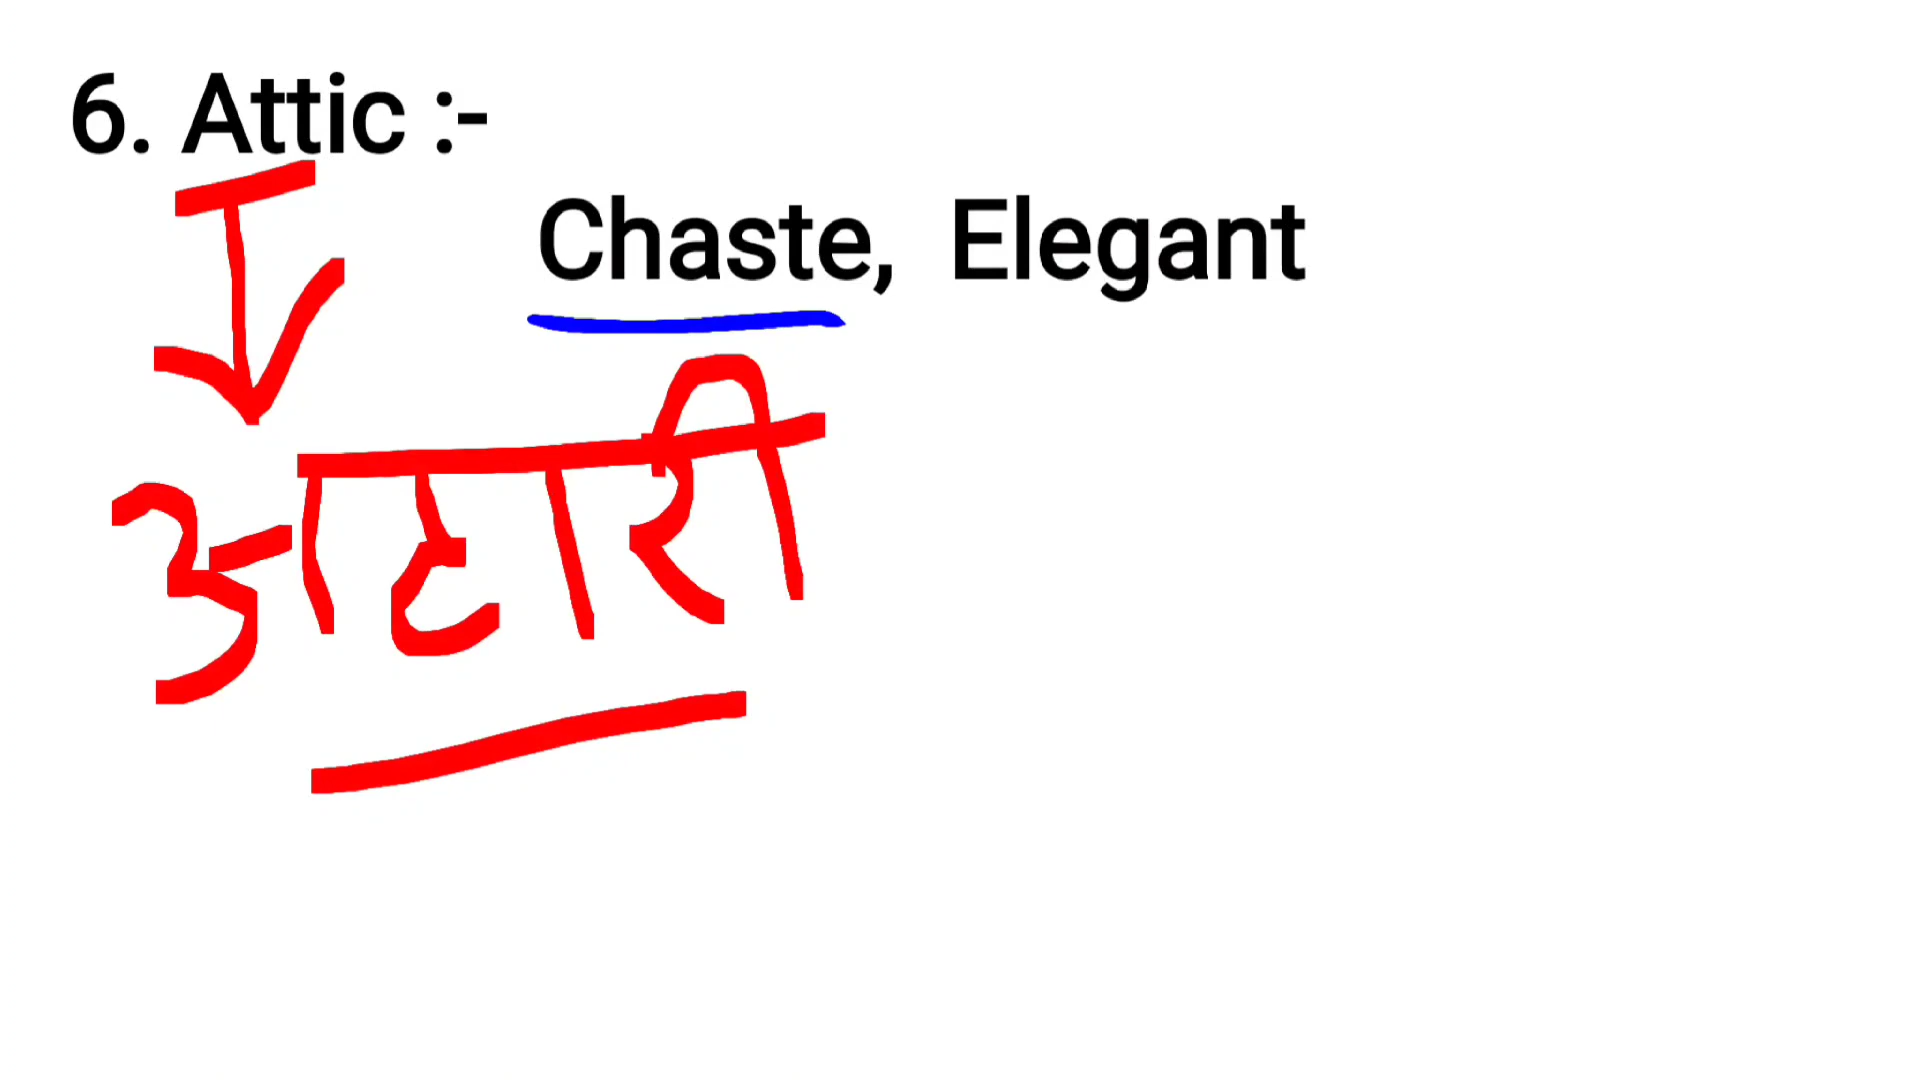 6. Attic :-
Chaste, Elegant
अटारी